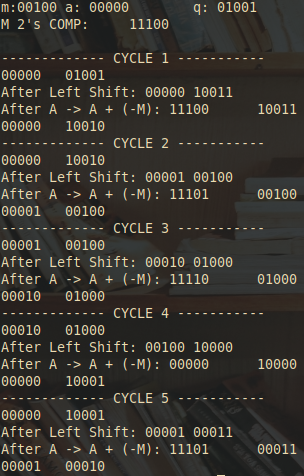 m:00100 a: 00000 q: 01001
M 2's COMP: 11100
------------- CYCLE 1 -----------
00000 01001
After Left Shift: 00000 10011
After A -> A + (-M): 11100 10011
00000 10010
------------- CYCLE 2 -----------
00000 10010
After Left Shift: 00001 00100
After A -> A + (-M): 11101 00100
00001 00100
------------- CYCLE 3 -----------
00001 00100
After Left Shift: 00010 01000
After A -> A + (-M): 11110 01000
00010 01000
------------- CYCLE 4 -----------
00010 01000
After Left Shift: 00100 10000
After A -> A + (-M): 00000 10000
00000 10001
------------- CYCLE 5 -----------
00000 10001
After Left Shift: 00001 00011
After A -> A + (-M): 11101 00011
00001 00010